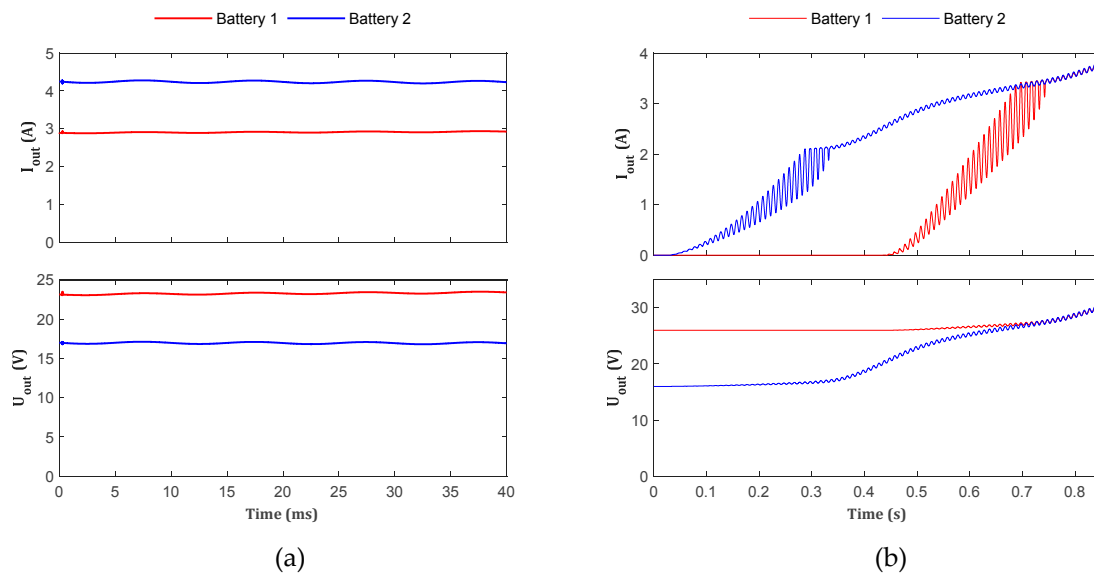 Battery 1 Battery 2
5
4
3
2
1
0
I_out (A)
25
20
15
10
5
0
U_out (V)
0 5 10 15 20 25 30 35 40
Time (ms)
(a)
Battery 1 Battery 2
4
3
2
1
0
I_out (A)
30
20
10
0
U_out (V)
0 0.1 0.2 0.3 0.4 0.5 0.6 0.7 0.8
Time (s)
(b)